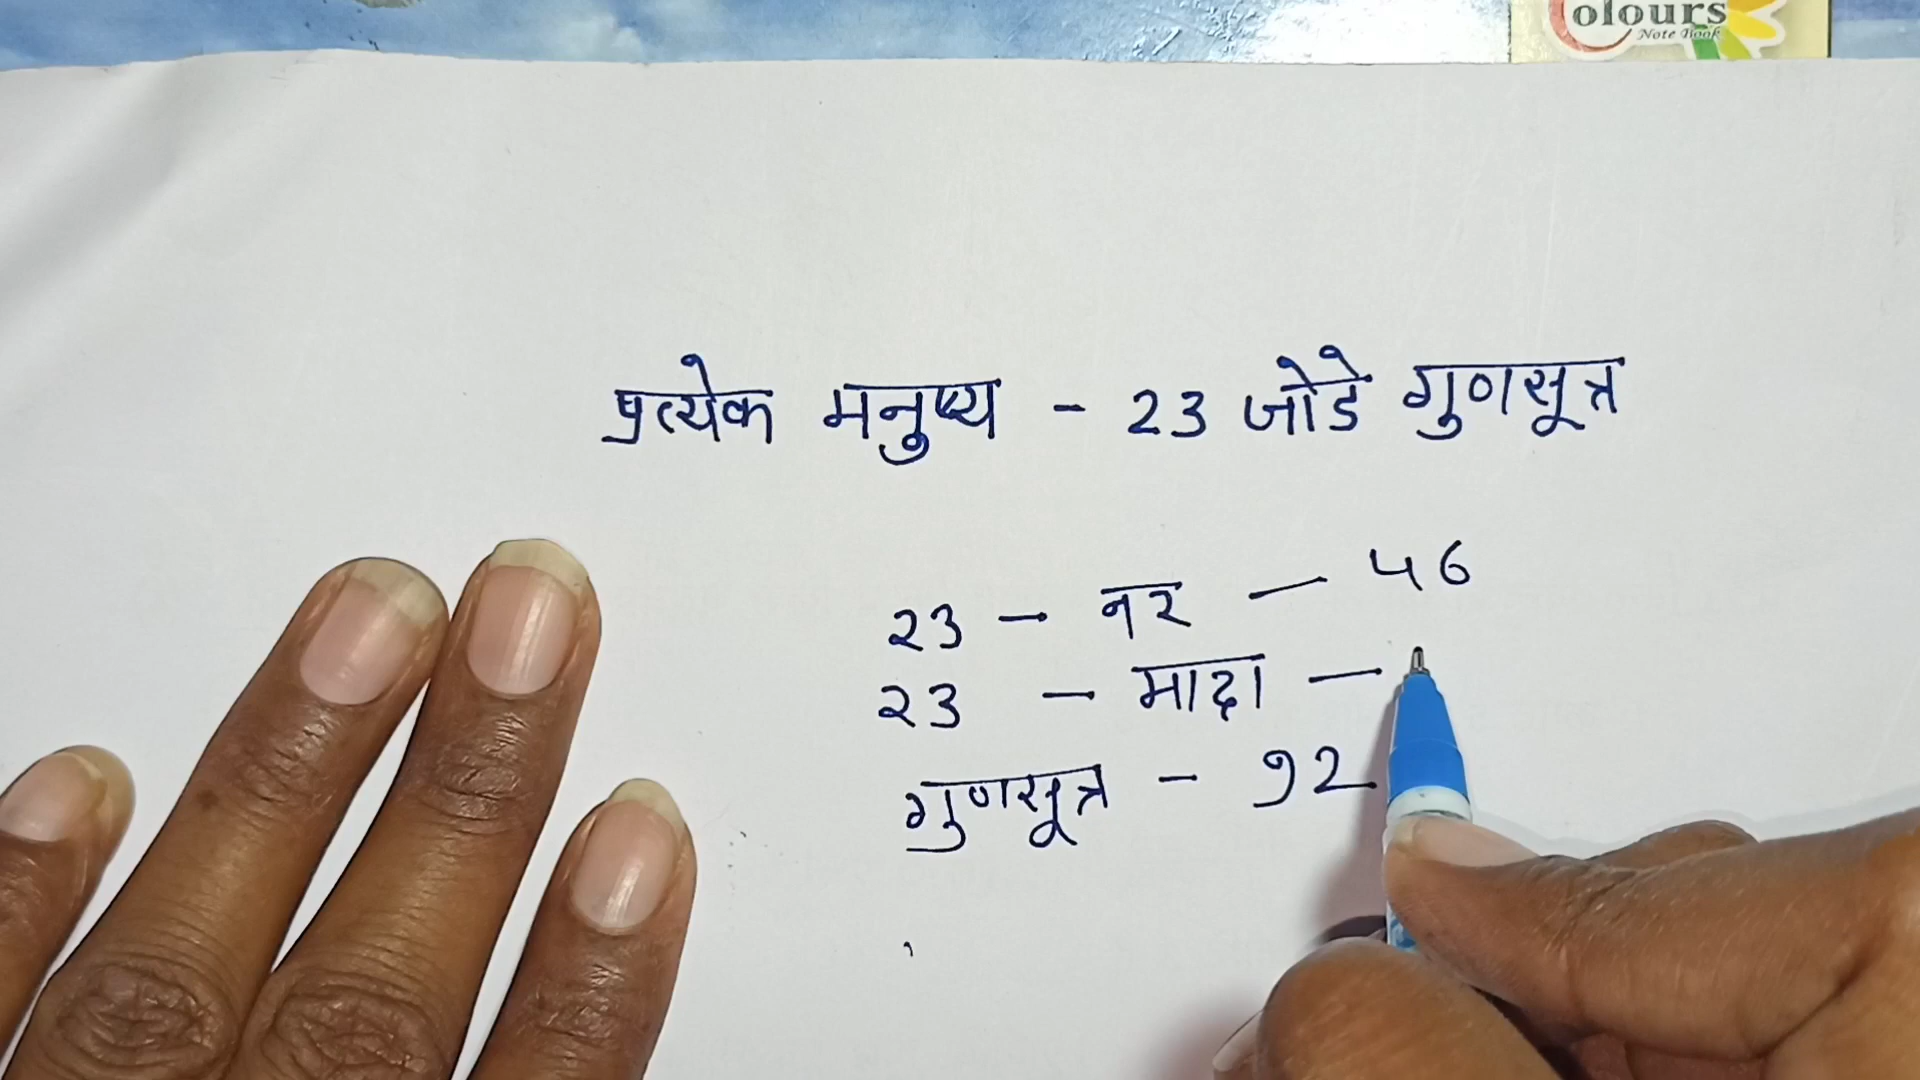 olours
Note Book
प्रत्येक मनुष्य - 23 जोडे गुणसूत्र
23 - नर - 46
23 - मादा -
गुणसूत्र - 92